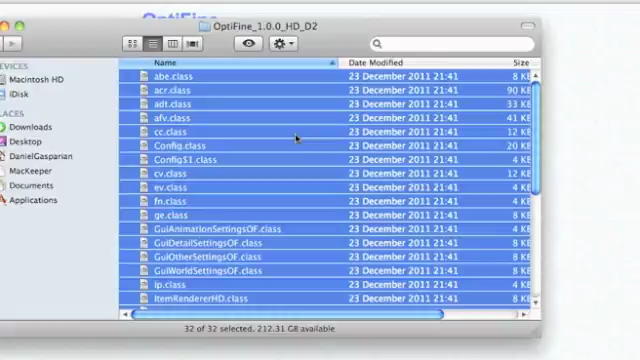 OptiFine
OptiFine_1.0.0_HD_D2
EVICES
Macintosh HD
iDisk
LACES
Downloads
Desktop
DanielGasparian
MacKeeper
Documents
Applications
Name Date Modified Size
abe.class 23 December 2011 21:41 8 KB
acr.class 23 December 2011 21:41 90 KB
adt.class 23 December 2011 21:41 33 KB
afv.class 23 December 2011 21:41 41 KB
cc.class 23 December 2011 21:41 12 KB
Config.class 23 December 2011 21:41 20 KB
Config$1.class 23 December 2011 21:41 4 KB
cv.class 23 December 2011 21:41 12 KB
ev.class 23 December 2011 21:41 4 KB
fn.class 23 December 2011 21:41 4 KB
ge.class 23 December 2011 21:41 8 KB
GuiAnimationSettingsOF.class 23 December 2011 21:41 4 KB
GuiDetailSettingsOF.class 23 December 2011 21:41 8 KB
GuiOtherSettingsOF.class 23 December 2011 21:41 8 KB
GuiWorldSettingsOF.class 23 December 2011 21:41 8 KB
ip.class 23 December 2011 21:41 4 KB
ItemRendererHD.class 23 December 2011 21:41 8 KB
32 of 32 selected, 212.31 GB available